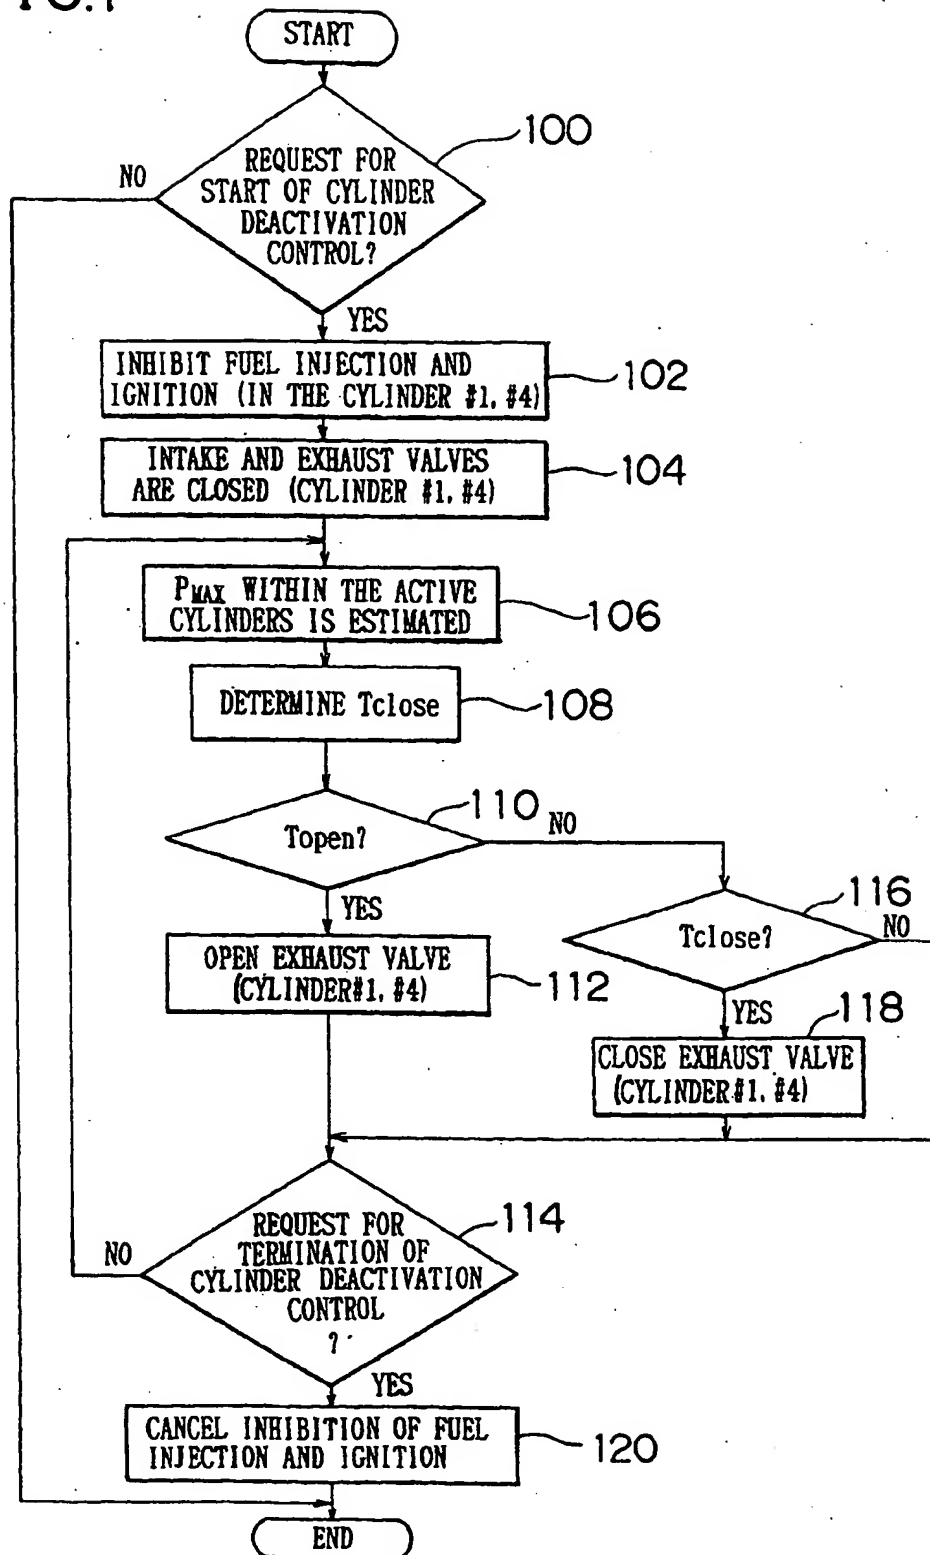 START
100
REQUEST FOR
START OF CYLINDER
DEACTIVATION
CONTROL?
NO
YES
INHIBIT FUEL INJECTION AND
IGNITION (IN THE CYLINDER #1, #4)
102
INTAKE AND EXHAUST VALVES
ARE CLOSED (CYLINDER #1, #4)
104
PMAX WITHIN THE ACTIVE
CYLINDERS IS ESTIMATED
106
DETERMINE Tclose
108
110
Topen?
NO
YES
116
Tclose?
NO
OPEN EXHAUST VALVE
(CYLINDER#1, #4)
112
YES
118
CLOSE EXHAUST VALVE
(CYLINDER#1, #4)
114
REQUEST FOR
TERMINATION OF
CYLINDER DEACTIVATION
CONTROL
?
NO
YES
CANCEL INHIBITION OF FUEL
INJECTION AND IGNITION
120
END